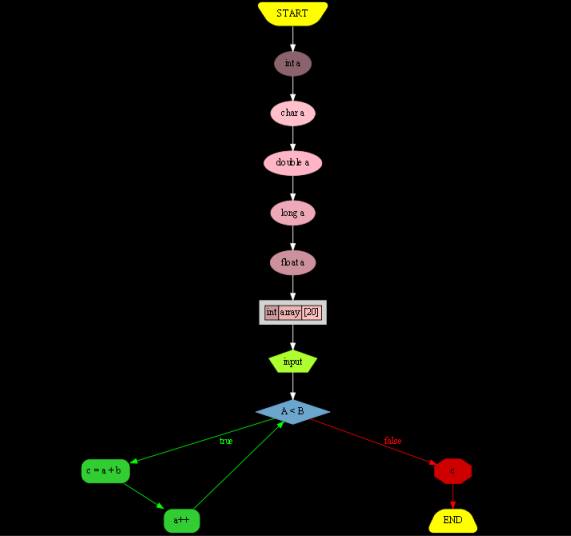 START
int a
char a
double a
long a
float a
int array [20]
input
A < B
true
false
c = a + b
c
a++
END